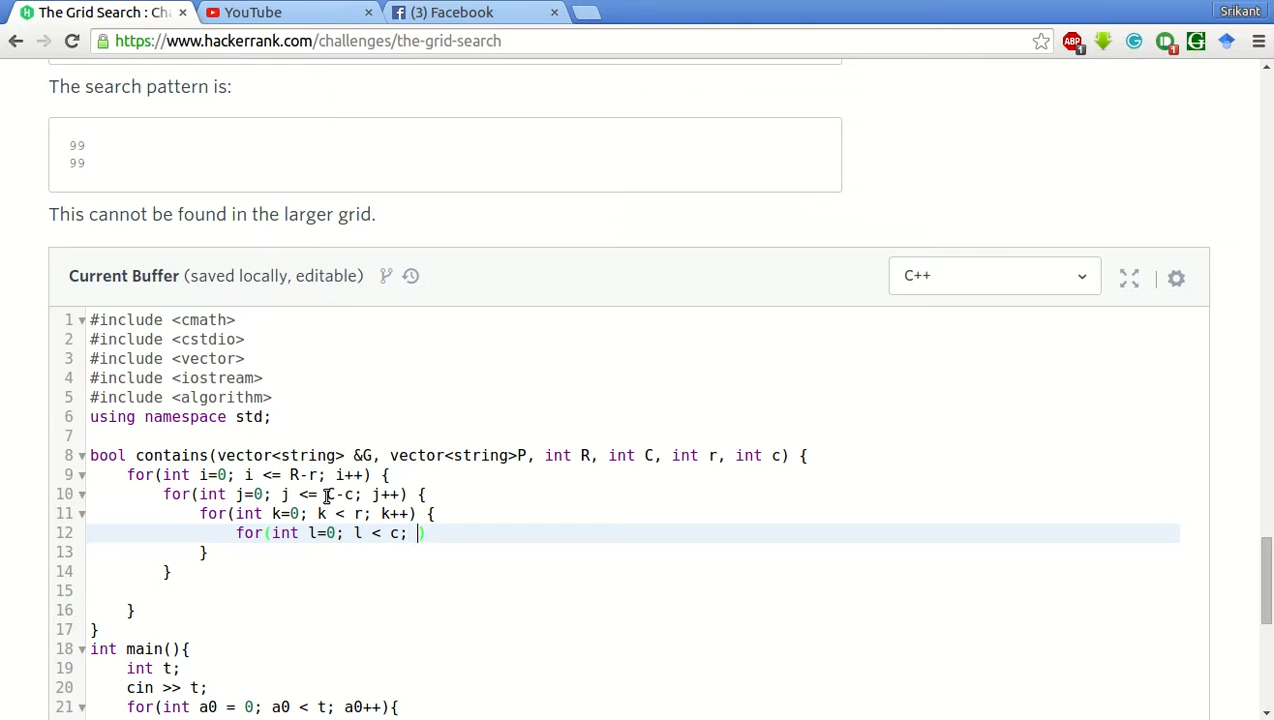 The Grid Search : Cha
YouTube
(3) Facebook
Srikant
https://www.hackerrank.com/challenges/the-grid-search
The search pattern is:
99
99
This cannot be found in the larger grid.
Current Buffer (saved locally, editable)
C++
1 #include <cmath>
2 #include <cstdio>
3 #include <vector>
4 #include <iostream>
5 #include <algorithm>
6 using namespace std;
7
8 bool contains(vector<string> &G, vector<string>P, int R, int C, int r, int c) {
9 for(int i=0; i <= R-r; i++) {
10 for(int j=0; j <= C-c; j++) {
11 for(int k=0; k < r; k++) {
12 for(int l=0; l < c; )
13 }
14 }
15
16 }
17 }
18 int main(){
19 int t;
20 cin >> t;
21 for(int a0 = 0; a0 < t; a0++){